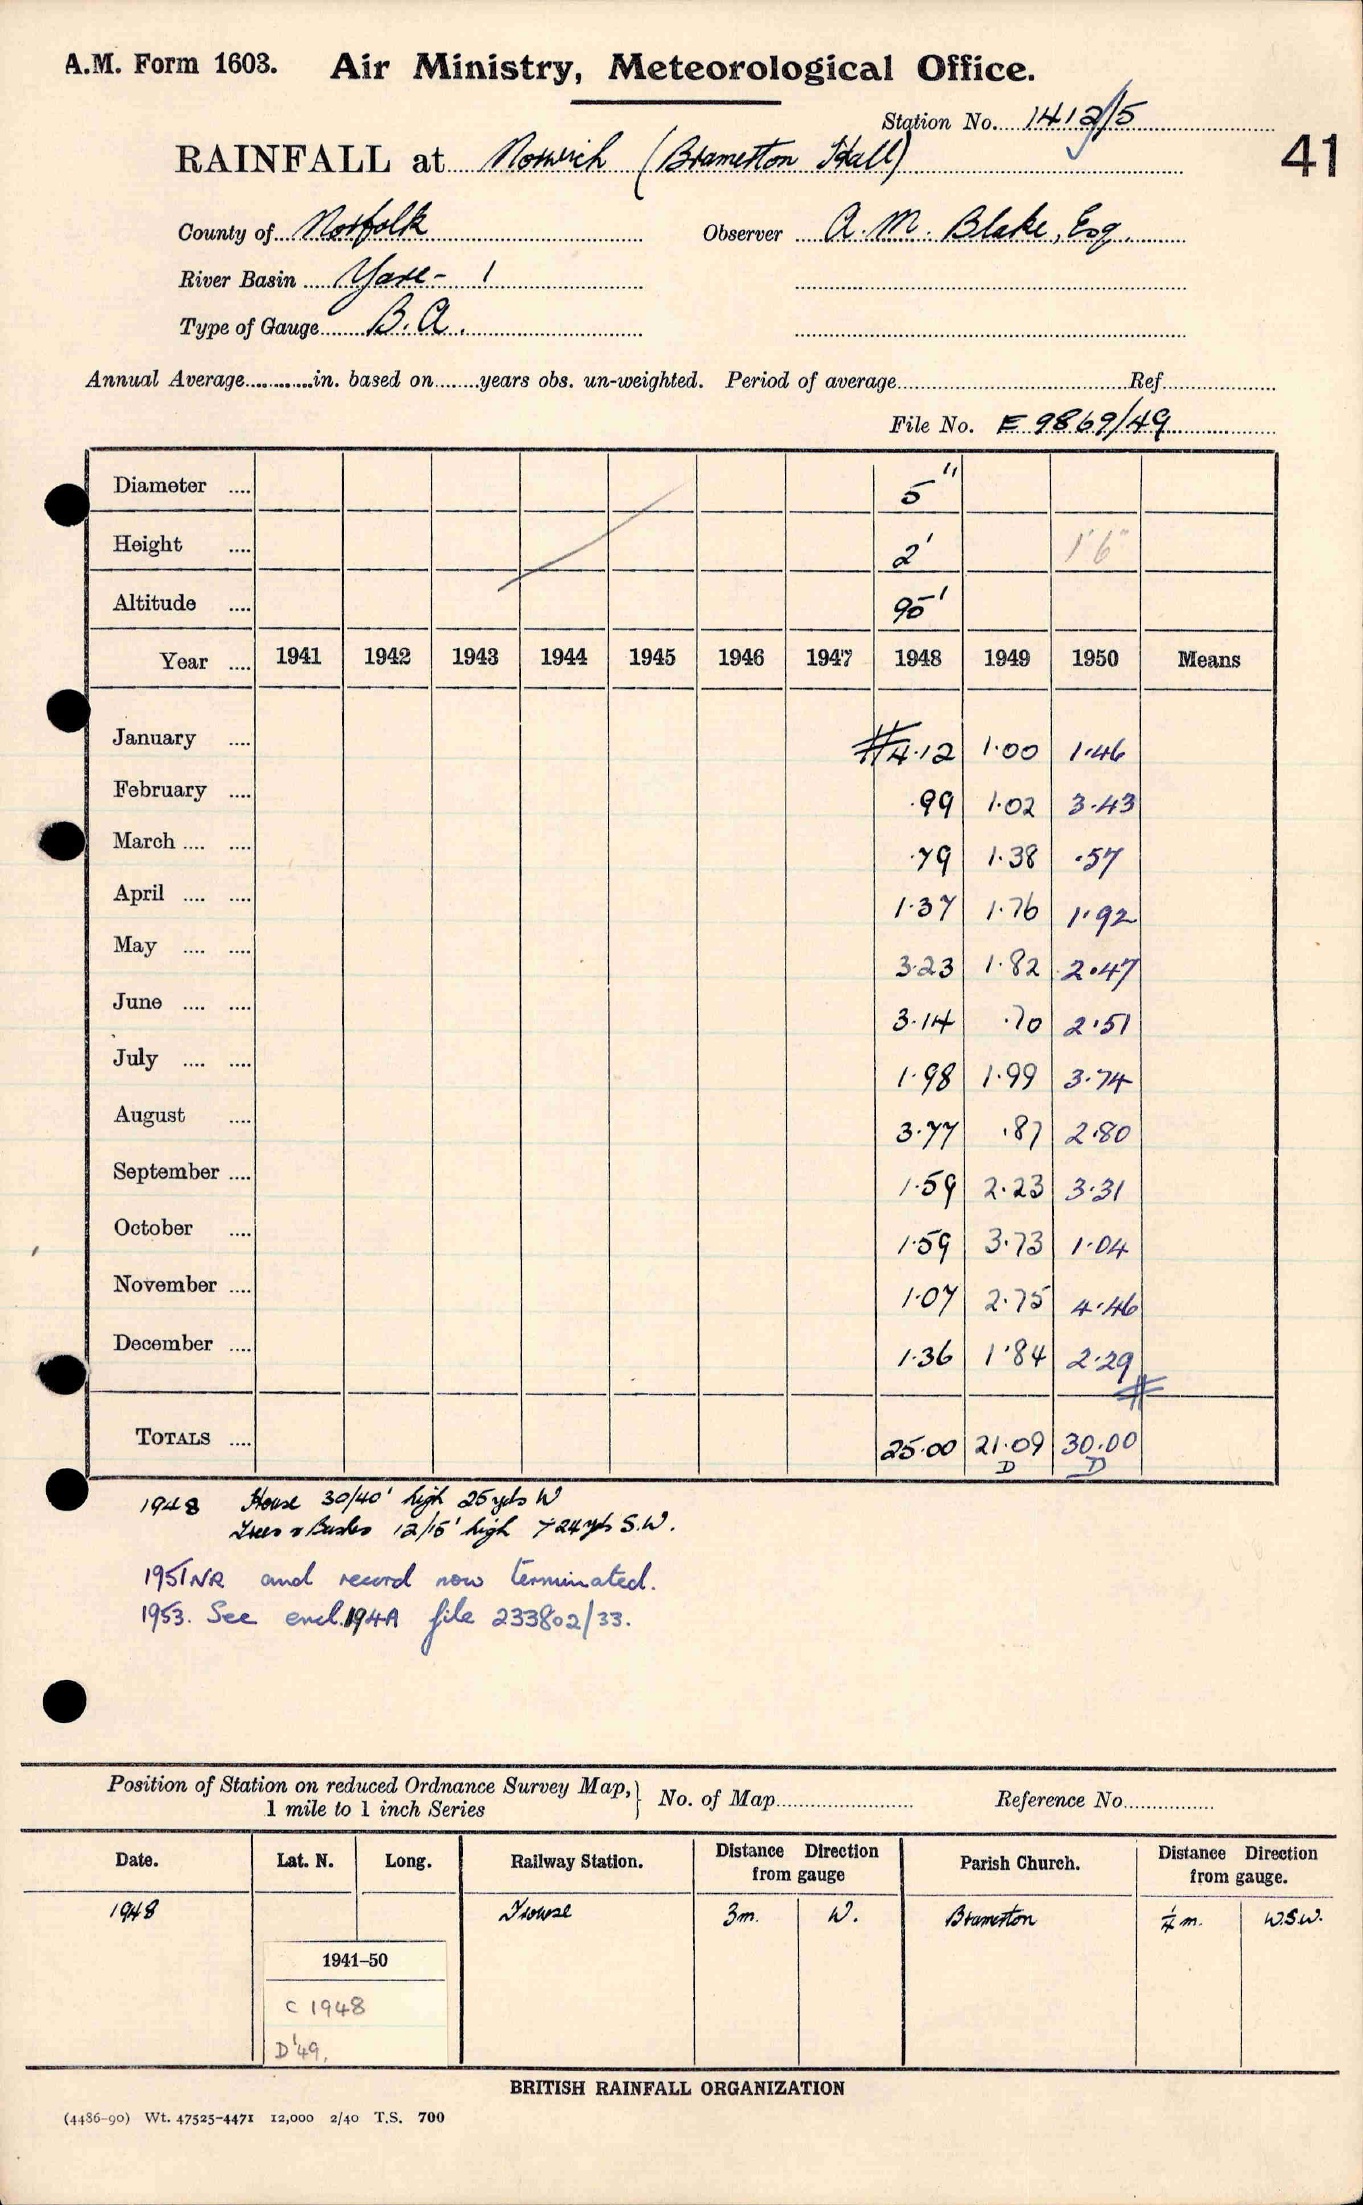 A.M. Form 1603. Air Ministry, Meteorological Office.
Station No. 1412/5
41
RAINFALL at Norwich (Bramerton Hall)
County of Norfolk Observer A. M. Blake, Esq.
River Basin Yare - 1
Type of Gauge B.A.
Annual Average............in. based on........years obs. un-weighted. Period of average............Ref............
File No. E 9869/49
Diameter .... 5"
Height .... 2' 1'6"
Altitude .... 95'
Year .... 1941 1942 1943 1944 1945 1946 1947 1948 1949 1950 Means
January .... #4.12 1.00 1.46
February .... .99 1.02 3.43
March .... .... .79 1.38 .57
April .... .... 1.37 1.76 1.92
May .... .... 3.23 1.82 2.47
June .... .... 3.14 .70 2.51
July .... .... 1.98 1.99 3.74
August .... 3.77 .87 2.80
September .... 1.59 2.23 3.31
October .... 1.59 3.73 1.04
November .... 1.07 2.75 4.46
December .... 1.36 1.84 2.29
#
TOTALS .... 25.00 21.09 30.00
D D
1948 House 30/40' high 25 yds W
Trees & Bushes 12/15' high 24 yds S.W.
1951 NR and record now terminated.
1953. See encl. 194A file 233802/33.
Position of Station on reduced Ordnance Survey Map, } No. of Map............ Reference No............
1 mile to 1 inch Series
Date. Lat. N. Long. Railway Station. Distance Direction from gauge Parish Church. Distance Direction from gauge.
1948 Trowse 3m. W. Bramerton 1/4 m. W.S.W.
1941–50
C 1948
D'49.
BRITISH RAINFALL ORGANIZATION
(4486-90) Wt. 47525-4471 12,000 2/40 T.S. 700